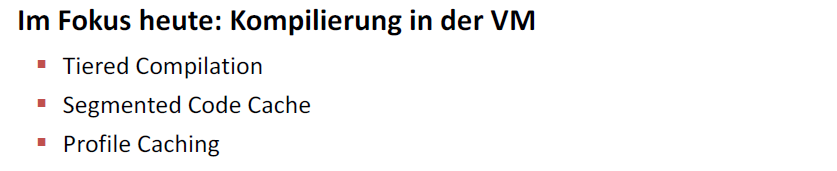 Im Fokus heute: Kompilierung in der VM
Tiered Compilation
Segmented Code Cache
Profile Caching